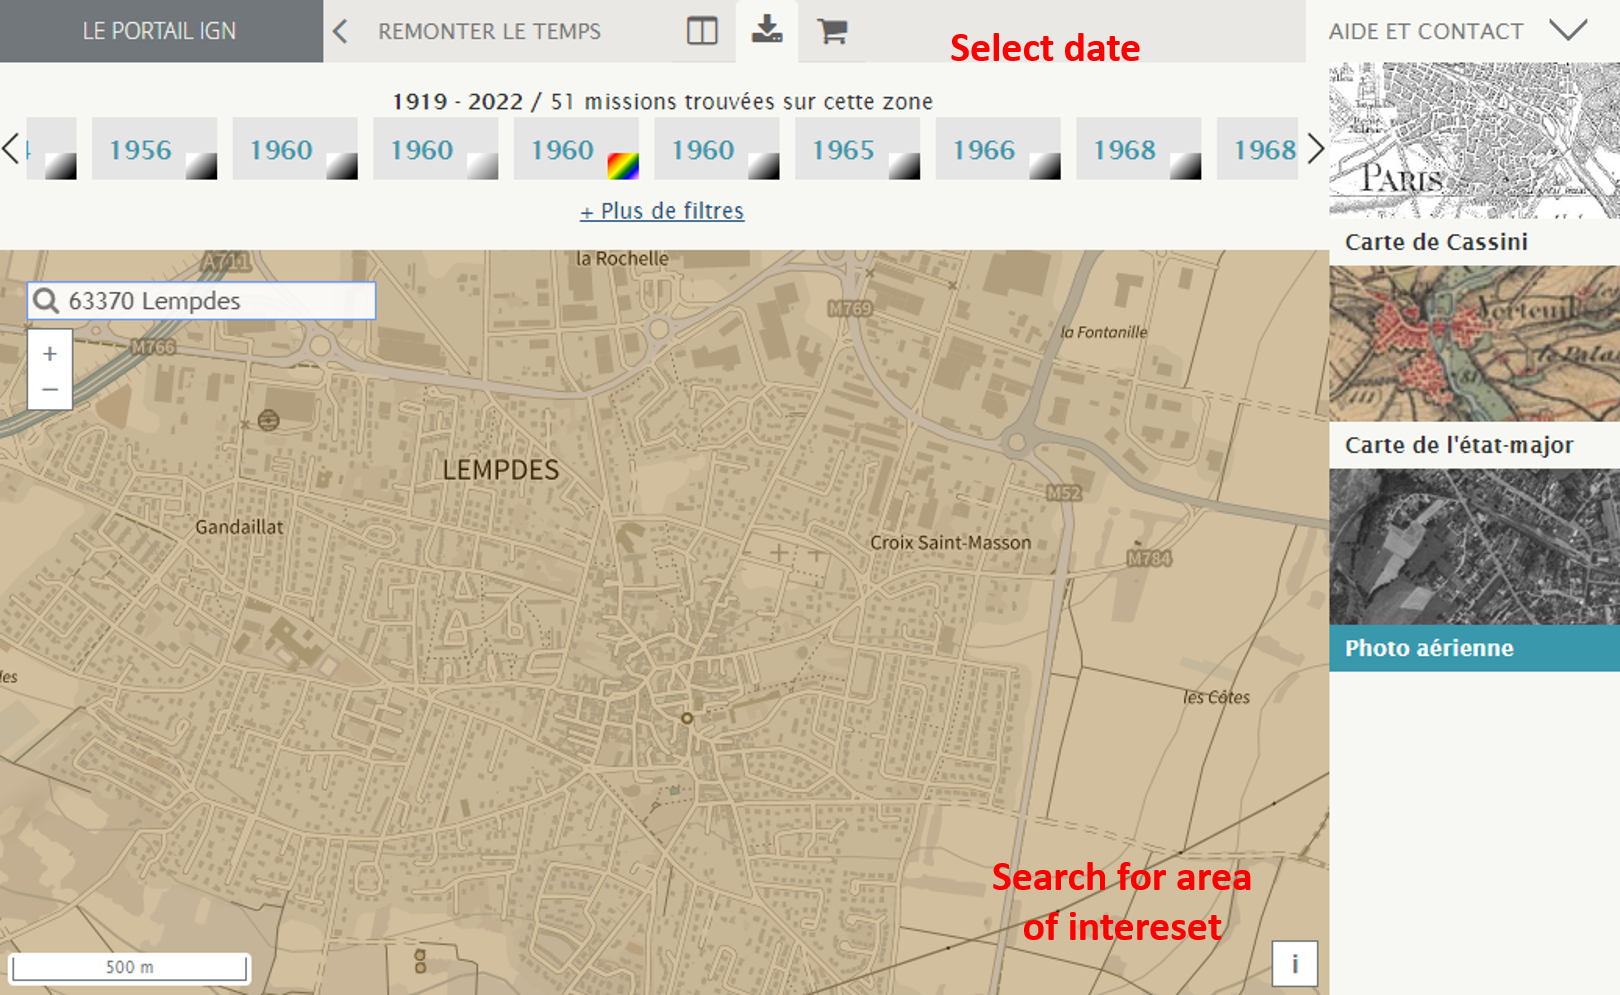 LE PORTAIL IGN
REMONTER LE TEMPS
Select date
AIDE ET CONTACT
1919 - 2022 / 51 missions trouvées sur cette zone
1956
1960
1960
1960
1960
1965
1966
1968
1968
+ Plus de filtres
PARIS
Carte de Cassini
A711
la Rochelle
63370 Lempdes
M769
la Fontanille
M766
+
−
Carte de l'état-major
LEMPDES
M52
Gandaillat
Croix Saint-Masson
M784
Photo aérienne
les Côtes
Search for area
of intereset
500 m
i